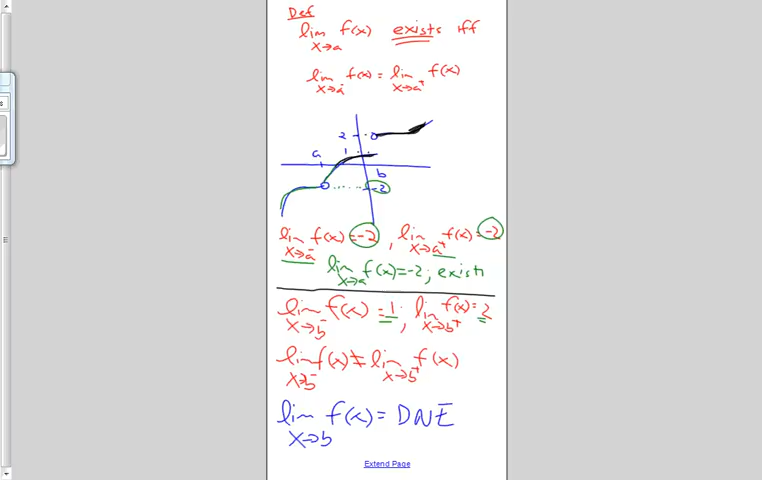 Def
lim f(x) exists iff
x→a
lim f(x) = lim f(x)
x→a⁻ x→a⁺
2
1
a
b
-2
lim f(x) = -2 , lim f(x) = -2
x→a⁻ x→a⁺
lim f(x) = -2 ; exists
x→a
lim f(x) = 1 , lim f(x) = 2
x→b⁻ x→b⁺
lim f(x) ≠ lim f(x)
x→b⁻ x→b⁺
lim f(x) = DNE
x→b
Extend Page